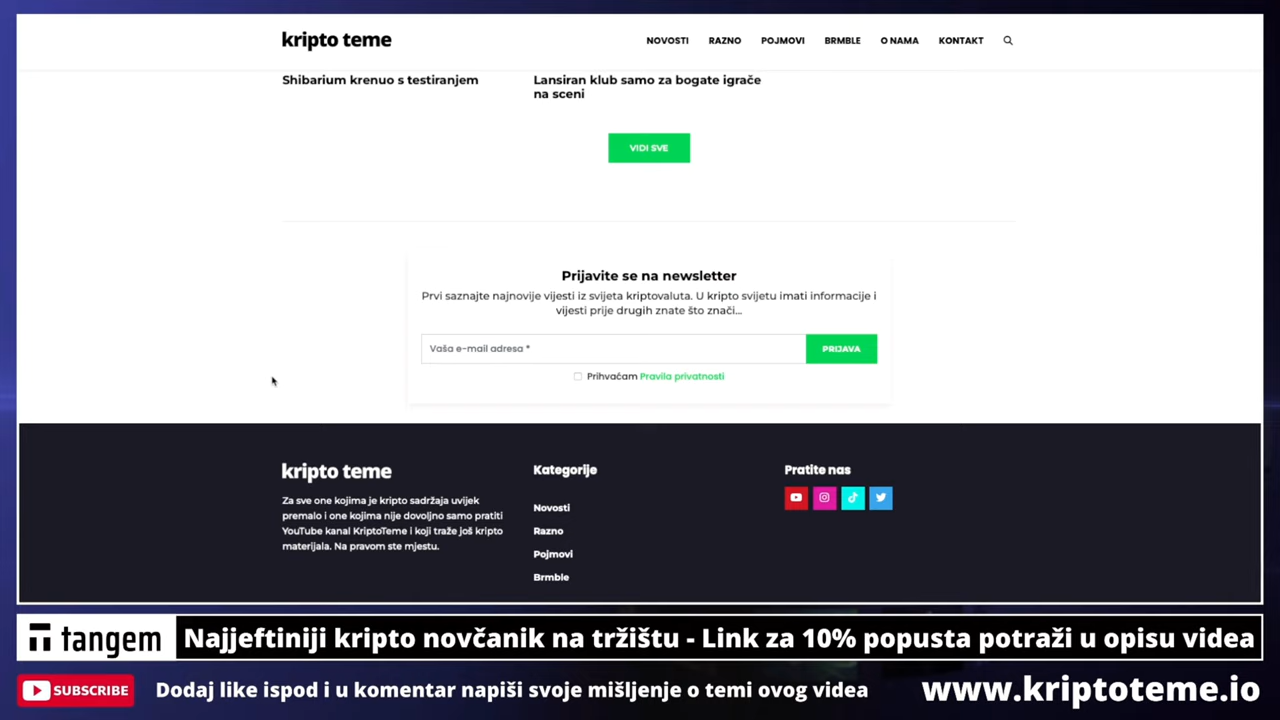 kripto teme
NOVOSTI
RAZNO
POJMOVI
BRMBLE
O NAMA
KONTAKT
Shibarium krenuo s testiranjem
Lansiran klub samo za bogate igrače
na sceni
VIDI SVE
Prijavite se na newsletter
Prvi saznajte najnovije vijesti iz svijeta kriptovaluta. U kripto svijetu imati informacije i
vijesti prije drugih znate što znači...
Vaša e-mail adresa *
PRIJAVA
Prihvaćam Pravila privatnosti
kripto teme
Za sve one kojima je kripto sadržaja uvijek
premalo i one kojima nije dovoljno samo pratiti
YouTube kanal KriptoTeme i koji traže još kripto
materijala. Na pravom ste mjestu.
Kategorije
Novosti
Razno
Pojmovi
Brmble
Pratite nas
tangem
Najjeftiniji kripto novčanik na tržištu - Link za 10% popusta potraži u opisu videa
SUBSCRIBE
Dodaj like ispod i u komentar napiši svoje mišljenje o temi ovog videa
www.kriptoteme.io